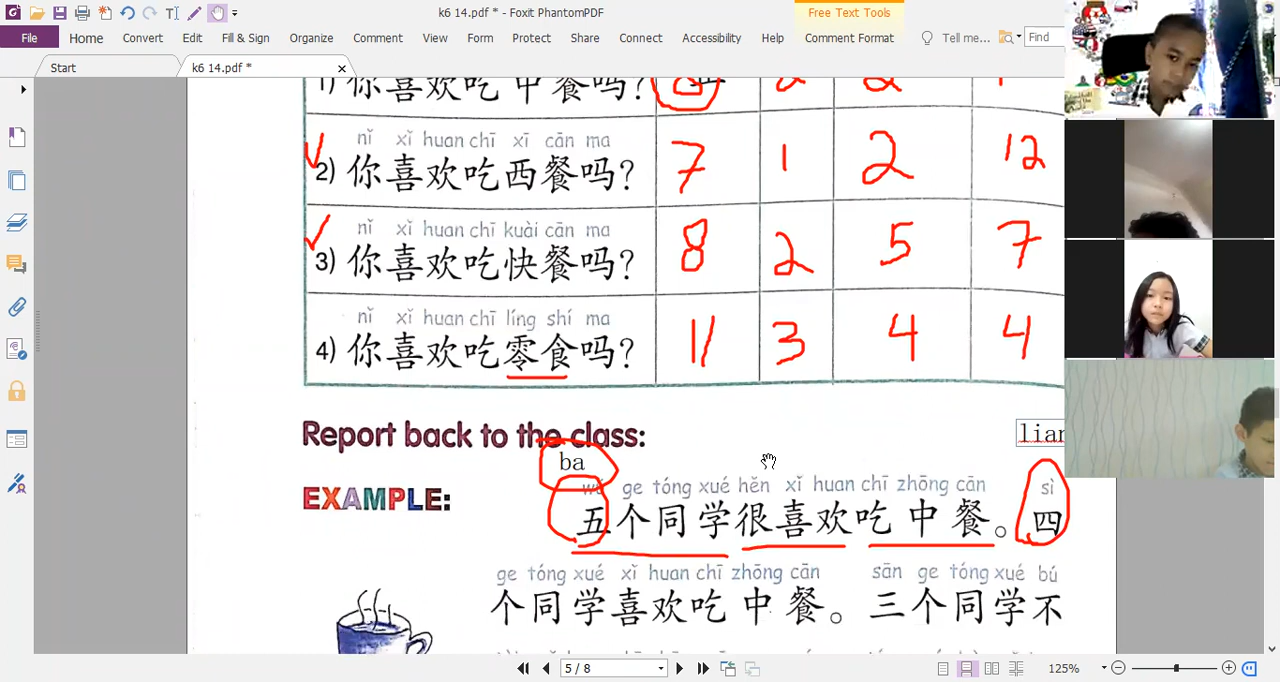 k6 14.pdf * - Foxit PhantomPDF
Free Text Tools
File Home Convert Edit Fill & Sign Organize Comment View Form Protect Share Connect Accessibility Help Comment Format Tell me... Find
Start k6 14.pdf *
1) 你喜欢吃中餐吗?
nǐ xǐ huan chī xī cān ma
2) 你喜欢吃西餐吗? 7 1 2 12
nǐ xǐ huan chī kuài cān ma
3) 你喜欢吃快餐吗? 8 2 5 7
nǐ xǐ huan chī líng shí ma
4) 你喜欢吃零食吗? 11 3 4 4
Report back to the class:
lian
ba
ge tóng xué hěn xǐ huan chī zhōng cān sì
EXAMPLE: 五个同学很喜欢吃中餐。四
ge tóng xué xǐ huan chī zhōng cān sān ge tóng xué bú
个同学喜欢吃中餐。三个同学不
5 / 8 125%